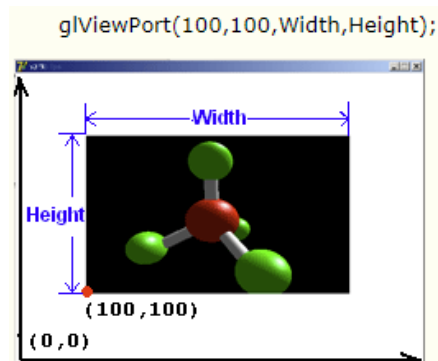 glViewPort(100,100,Width,Height);
Width
Height
(100,100)
(0,0)